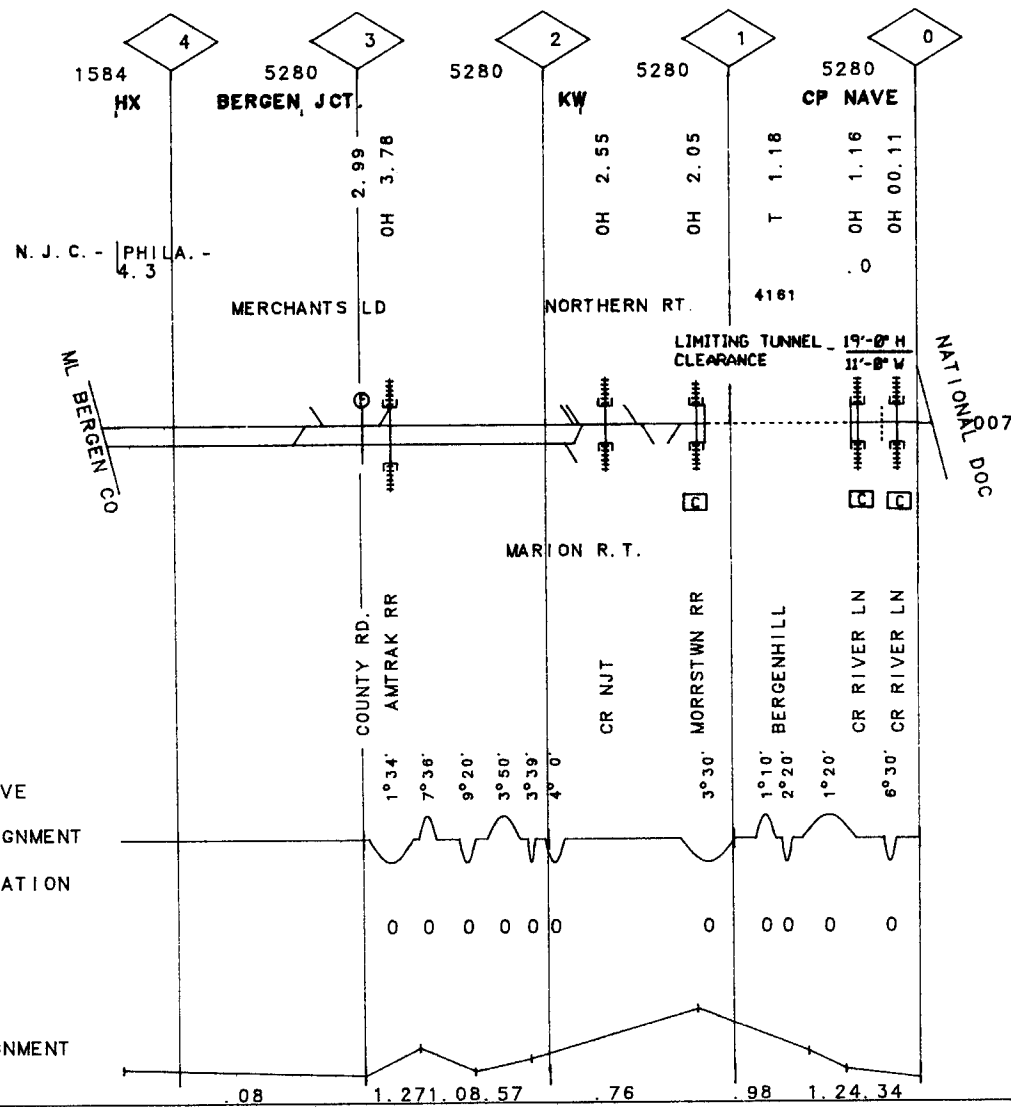 4 3 2 1 0
1584 5280 5280 5280 5280
HX BERGEN JCT. KW CP NAVE
2.99
OH 3.78
OH 2.55
OH 2.05
T 1.18
OH 1.16
OH 00.11
N.J.C. - PHILA. -
4.3
.0
MERCHANTS LD NORTHERN RT. 4161
LIMITING TUNNEL - 19'-0" H
CLEARANCE 11'-0" W
ML BERGEN CO
NATIONAL DOC
007
C C C
MARION R.T.
COUNTY RD.
AMTRAK RR
CR NJT
MORRSTWN RR
BERGENHILL
CR RIVER LN
CR RIVER LN
VE 1°34' 7°36' 9°20' 3°50' 3°39' 4° 0' 3°30' 1°10' 2°20' 1°20' 6°30'
GNMENT
ATION
0 0 0 0 0 0 0 0 0 0 0
GNMENT
.08 1.27 1.08 .57 .76 .98 1.24 .34